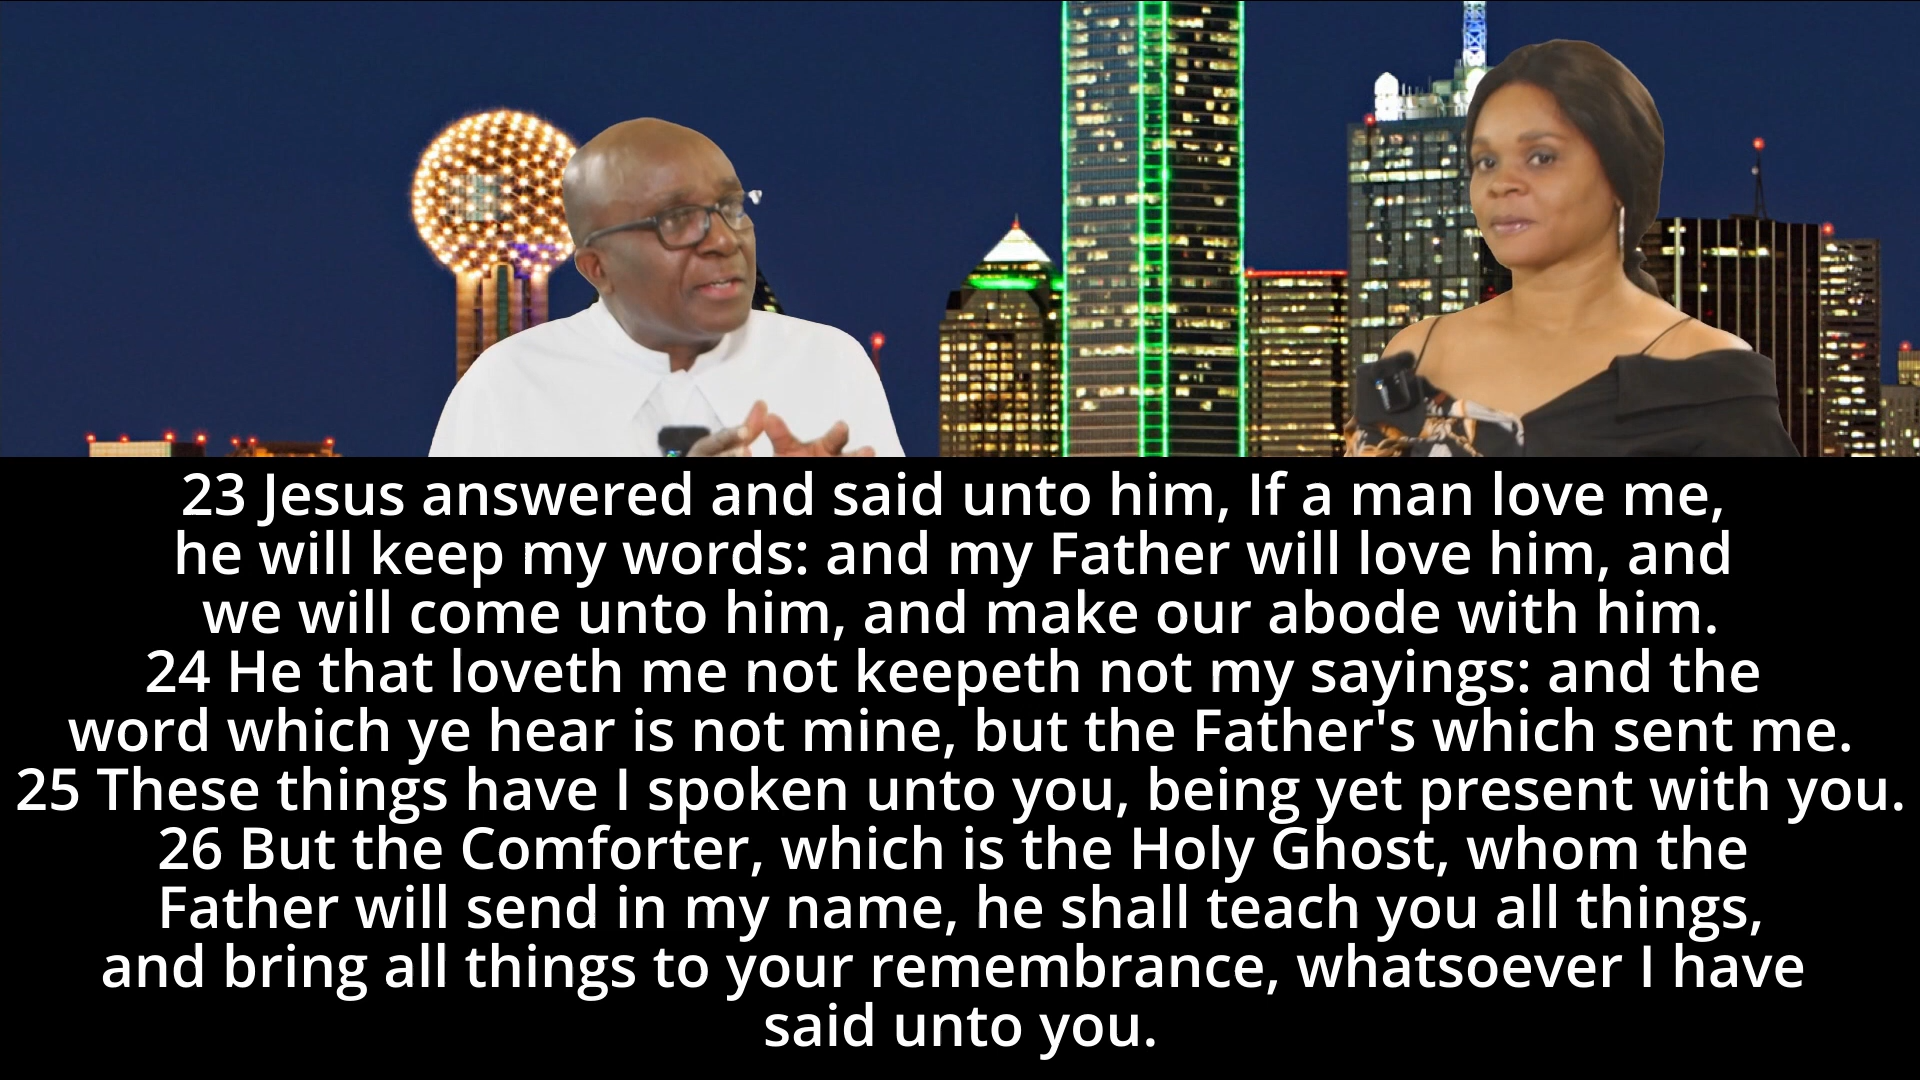 23 Jesus answered and said unto him, If a man love me,
he will keep my words: and my Father will love him, and
we will come unto him, and make our abode with him.
24 He that loveth me not keepeth not my sayings: and the
word which ye hear is not mine, but the Father's which sent me.
25 These things have I spoken unto you, being yet present with you.
26 But the Comforter, which is the Holy Ghost, whom the
Father will send in my name, he shall teach you all things,
and bring all things to your remembrance, whatsoever I have
said unto you.